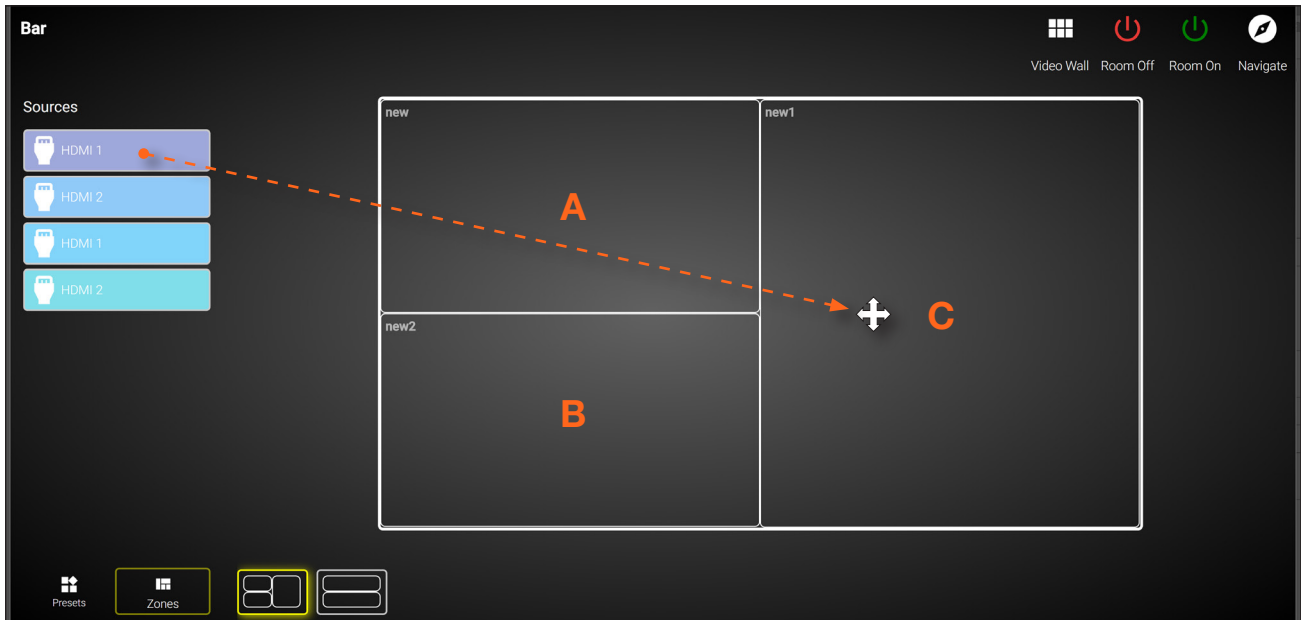 Bar
Video Wall
Room Off
Room On
Navigate
Sources
HDMI 1
HDMI 2
HDMI 1
HDMI 2
new
A
new1
C
new2
B
Presets
Zones